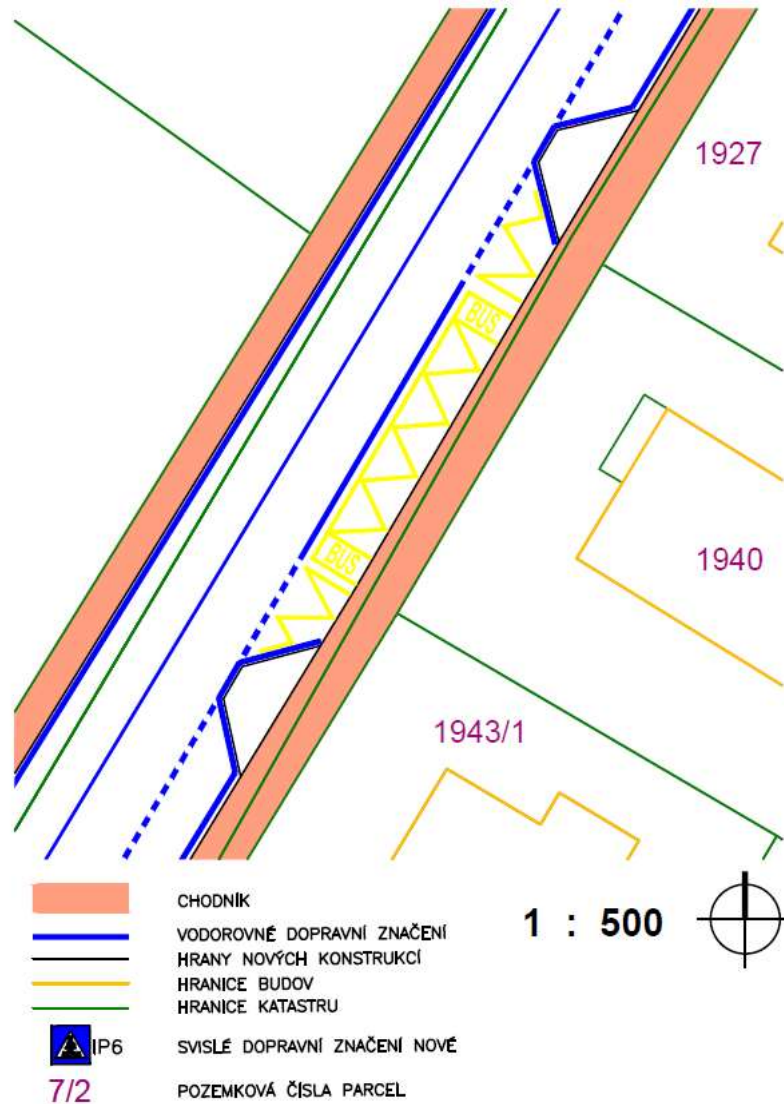 1927
BUS
1940
BUS
1943/1
CHODNÍK
VODOROVNÉ DOPRAVNÍ ZNAČENÍ
1 : 500
HRANY NOVÝCH KONSTRUKCÍ
HRANICE BUDOV
HRANICE KATASTRU
IP6 SVISLÉ DOPRAVNÍ ZNAČENÍ NOVÉ
7/2 POZEMKOVÁ ČÍSLA PARCEL